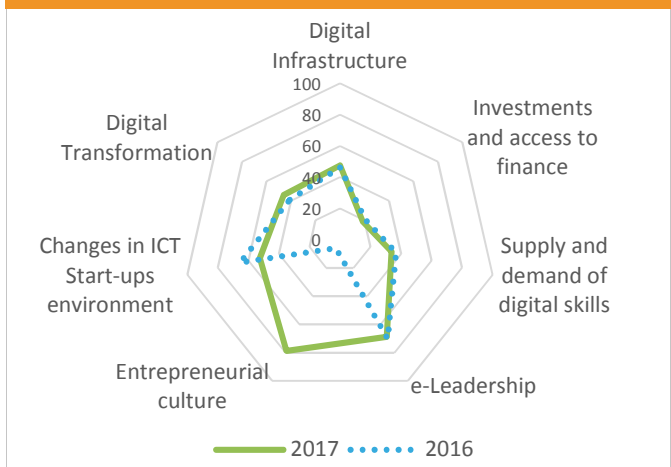 Digital
Infrastructure
100
80
60
40
20
0
Investments
and access to
finance
Supply and
demand of
digital skills
e-Leadership
Entrepreneurial
culture
Changes in ICT
Start-ups
environment
Digital
Transformation
2017
2016